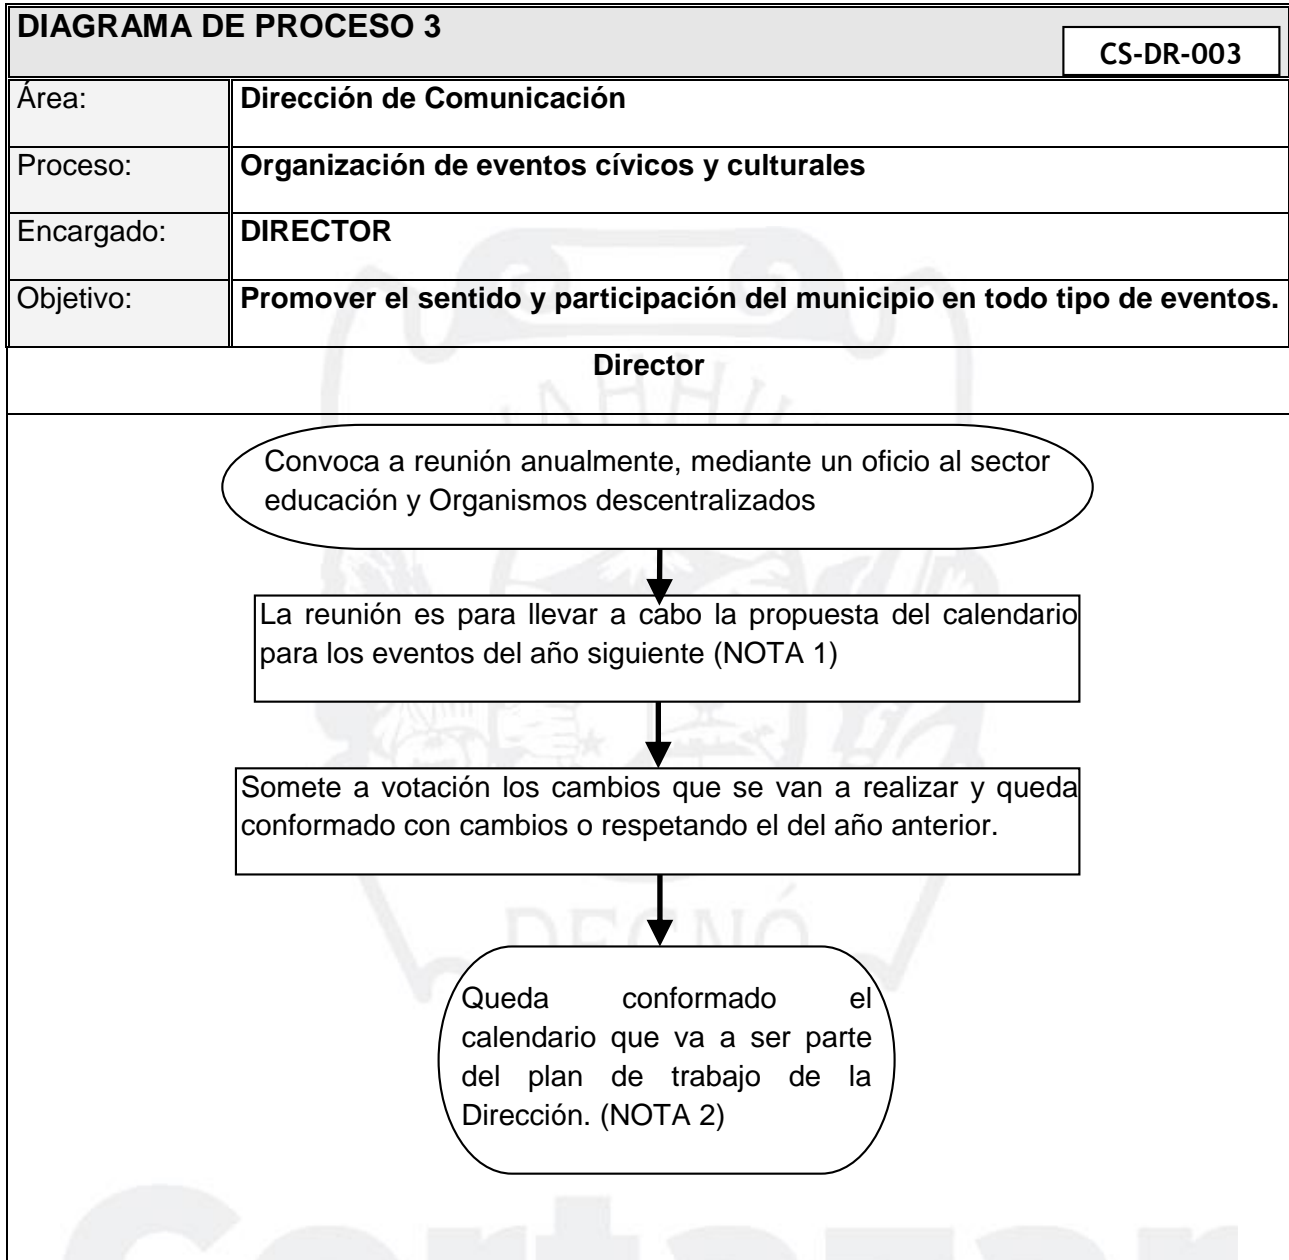 DIAGRAMA DE PROCESO 3
CS-DR-003
Área: Dirección de Comunicación
Proceso: Organización de eventos cívicos y culturales
Encargado: DIRECTOR
Objetivo: Promover el sentido y participación del municipio en todo tipo de eventos.
Director
Convoca a reunión anualmente, mediante un oficio al sector
educación y Organismos descentralizados
La reunión es para llevar a cabo la propuesta del calendario
para los eventos del año siguiente (NOTA 1)
Somete a votación los cambios que se van a realizar y queda
conformado con cambios o respetando el del año anterior.
DEGNÓ
Queda conformado el
calendario que va a ser parte
del plan de trabajo de la
Dirección. (NOTA 2)
Cortazar